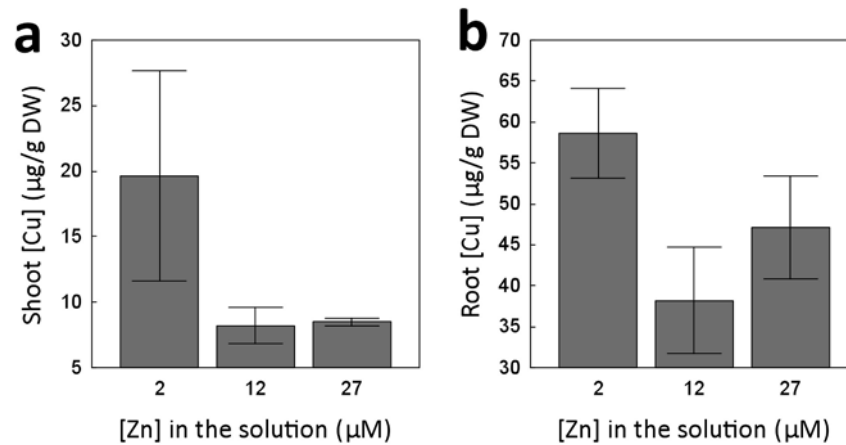 a
Shoot [Cu] (µg/g DW)
30
25
20
15
10
5
2 12 27
[Zn] in the solution (µM)
b
Root [Cu] (µg/g DW)
70
65
60
55
50
45
40
35
30
2 12 27
[Zn] in the solution (µM)